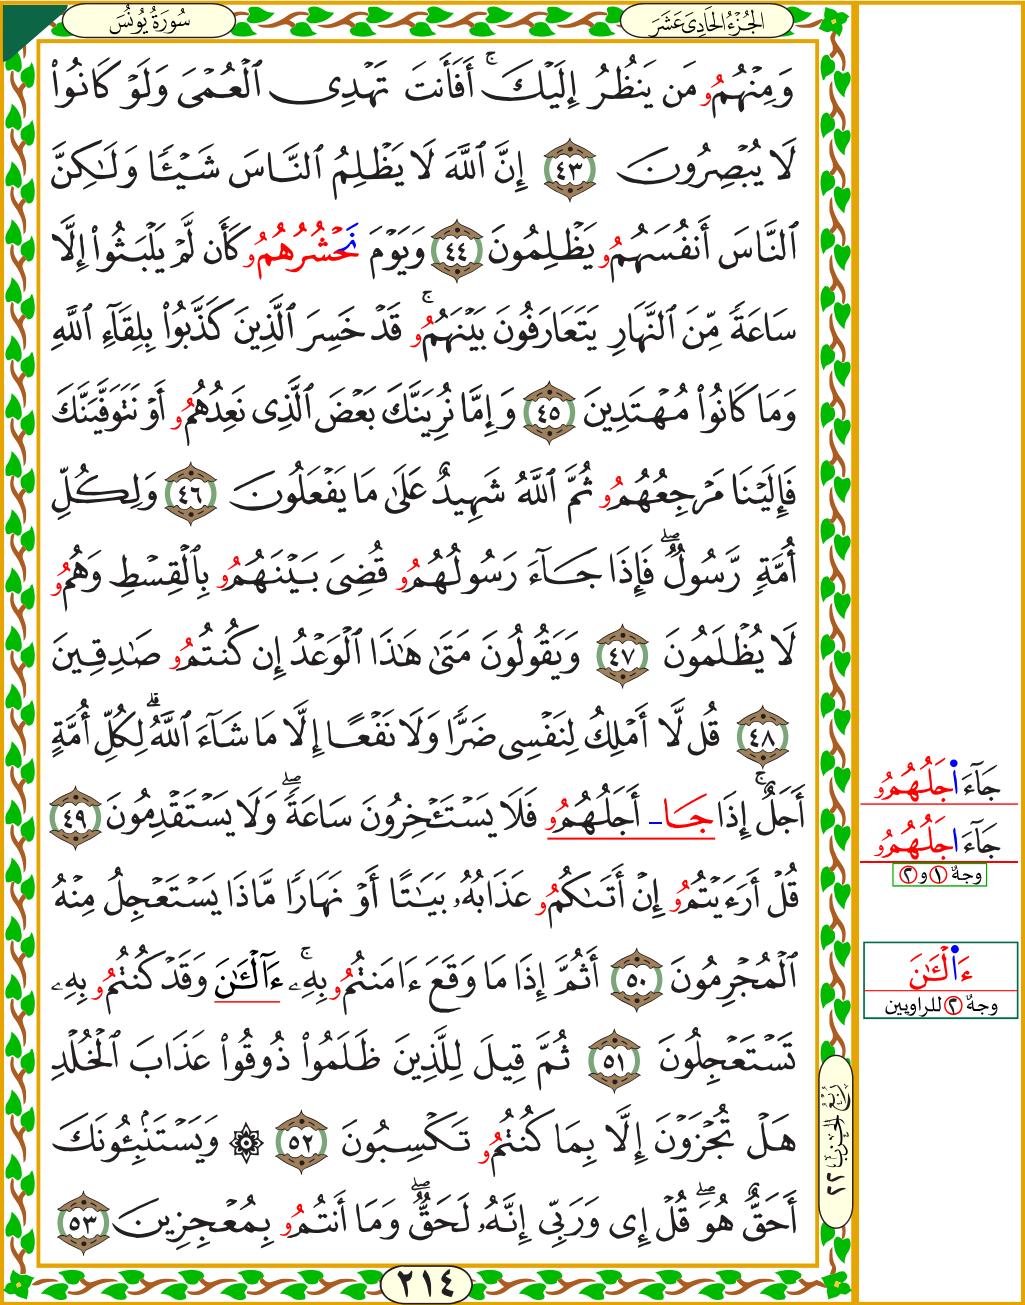 سُورَةُ يُونُسَ
الجُزْءُ الحَادِيَ عَشَرَ
وَمِنْهُمُۥ مَن يَنظُرُ إِلَيْكَۚ أَفَأَنتَ تَهْدِى ٱلْعُمْىَ وَلَوْ كَانُوا۟
لَا يُبْصِرُونَ ٤٣ إِنَّ ٱللَّهَ لَا يَظْلِمُ ٱلنَّاسَ شَيْـًٔا وَلَـٰكِنَّ
ٱلنَّاسَ أَنفُسَهُمُۥ يَظْلِمُونَ ٤٤ وَيَوْمَ نَحْشُرُهُمُۥ كَأَن لَّمْ يَلْبَثُوٓا۟ إِلَّا
سَاعَةً مِّنَ ٱلنَّهَارِ يَتَعَارَفُونَ بَيْنَهُمُۥۚ قَدْ خَسِرَ ٱلَّذِينَ كَذَّبُوا۟ بِلِقَآءِ ٱللَّهِ
وَمَا كَانُوا۟ مُهْتَدِينَ ٤٥ وَإِمَّا نُرِيَنَّكَ بَعْضَ ٱلَّذِى نَعِدُهُمُۥ أَوْ نَتَوَفَّيَنَّكَ
فَإِلَيْنَا مَرْجِعُهُمُۥ ثُمَّ ٱللَّهُ شَهِيدٌ عَلَىٰ مَا يَفْعَلُونَ ٤٦ وَلِكُلِّ
أُمَّةٍ رَّسُولٌۖ فَإِذَا جَآءَ رَسُولُهُمُۥ قُضِىَ بَيْنَهُمُۥ بِٱلْقِسْطِ وَهُمُۥ
لَا يُظْلَمُونَ ٤٧ وَيَقُولُونَ مَتَىٰ هَـٰذَا ٱلْوَعْدُ إِن كُنتُمُۥ صَـٰدِقِينَ
٤٨ قُل لَّا أَمْلِكُ لِنَفْسِى ضَرًّا وَلَا نَفْعًا إِلَّا مَا شَآءَ ٱللَّهُۗ لِكُلِّ أُمَّةٍ
أَجَلٌۚ إِذَا جَا أَجَلُهُمُۥ فَلَا يَسْتَـْٔخِرُونَ سَاعَةًۖ وَلَا يَسْتَقْدِمُونَ ٤٩
قُلْ أَرَءَيْتُمُۥ إِنْ أَتَىٰكُمُۥ عَذَابُهُۥ بَيَـٰتًا أَوْ نَهَارًا مَّاذَا يَسْتَعْجِلُ مِنْهُ
ٱلْمُجْرِمُونَ ٥٠ أَثُمَّ إِذَا مَا وَقَعَ ءَامَنتُمُۥ بِهِۦۚ ءَآلْـَٔـٰنَ وَقَدْ كُنتُمُۥ بِهِۦ
تَسْتَعْجِلُونَ ٥١ ثُمَّ قِيلَ لِلَّذِينَ ظَلَمُوا۟ ذُوقُوا۟ عَذَابَ ٱلْخُلْدِ
هَلْ تُجْزَوْنَ إِلَّا بِمَا كُنتُمُۥ تَكْسِبُونَ ٥٢ ۞ وَيَسْتَنۢبِـُٔونَكَ
أَحَقٌّ هُوَۖ قُلْ إِى وَرَبِّى إِنَّهُۥ لَحَقٌّۖ وَمَا أَنتُمُۥ بِمُعْجِزِينَ ٥٣
٢١٤
جَآءَ ا۬جَلُهُمُۥ
جَآءَ اجَلُهُمُۥ
وجهٌ ١ و ٢
ءَا۬لْـَٔـٰنَ
وجهٌ ٢ للراويين
رُبْعُ الحِزْب ٢٢